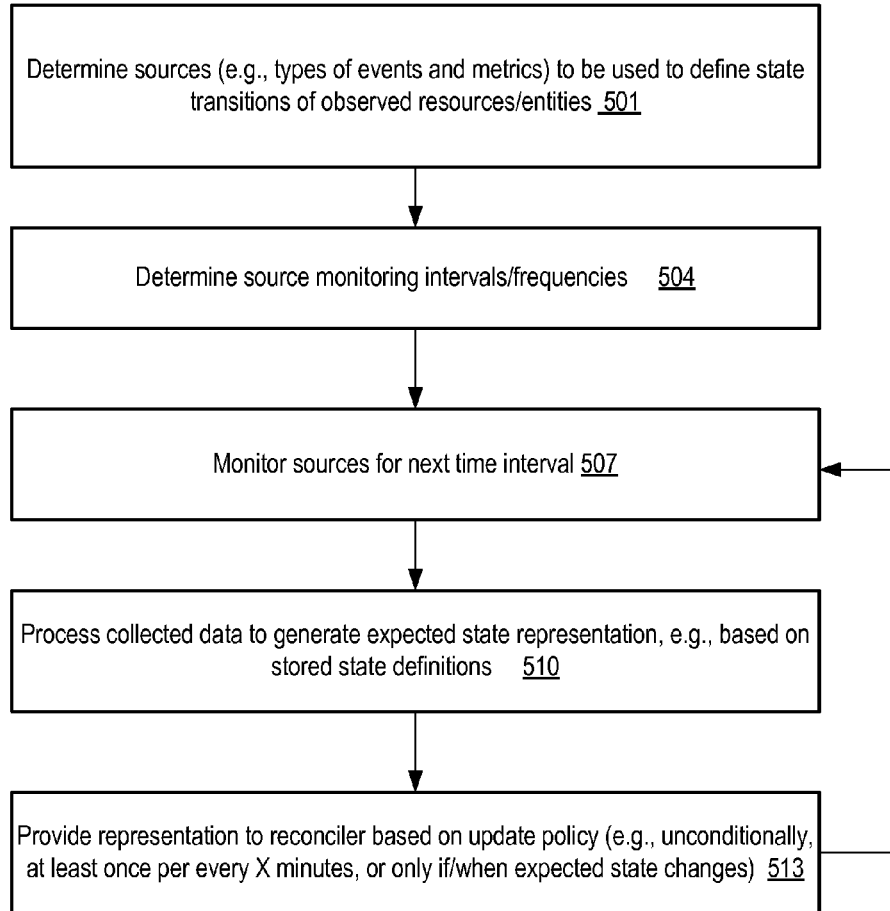 Determine sources (e.g., types of events and metrics) to be used to define state
transitions of observed resources/entities 501
Determine source monitoring intervals/frequencies 504
Monitor sources for next time interval 507
Process collected data to generate expected state representation, e.g., based on
stored state definitions 510
Provide representation to reconciler based on update policy (e.g., unconditionally,
at least once per every X minutes, or only if/when expected state changes) 513